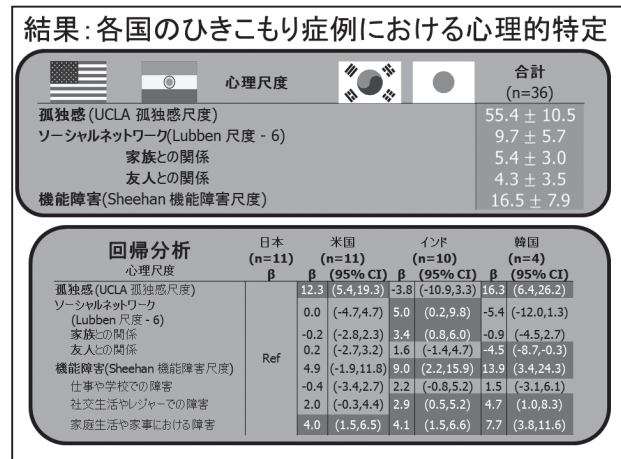 結果：各国のひきこもり症例における心理的特定
心理尺度
合計
(n=36)
孤独感 (UCLA 孤独感尺度) 55.4 ± 10.5
ソーシャルネットワーク(Lubben 尺度 - 6) 9.7 ± 5.7
家族との関係 5.4 ± 3.0
友人との関係 4.3 ± 3.5
機能障害(Sheehan 機能障害尺度) 16.5 ± 7.9
回帰分析 日本 米国 インド 韓国
(n=11) (n=11) (n=10) (n=4)
心理尺度 β β (95% CI) β (95% CI) β (95% CI)
孤独感 (UCLA 孤独感尺度) 12.3 (5.4,19.3) -3.8 (-10.9,3.3) 16.3 (6.4,26.2)
ソーシャルネットワーク
(Lubben 尺度 - 6) 0.0 (-4.7,4.7) 5.0 (0.2,9.8) -5.4 (-12.0,1.3)
家族との関係 -0.2 (-2.8,2.3) 3.4 (0.8,6.0) -0.9 (-4.5,2.7)
友人との関係 0.2 (-2.7,3.2) 1.6 (-1.4,4.7) -4.5 (-8.7,-0.3)
Ref
機能障害(Sheehan 機能障害尺度) 4.9 (-1.9,11.8) 9.0 (2.2,15.9) 13.9 (3.4,24.3)
仕事や学校での障害 -0.4 (-3.4,2.7) 2.2 (-0.8,5.2) 1.5 (-3.1,6.1)
社交生活やレジャーでの障害 2.0 (-0.3,4.4) 2.9 (0.5,5.2) 4.7 (1.0,8.3)
家庭生活や家事における障害 4.0 (1.5,6.5) 4.1 (1.5,6.6) 7.7 (3.8,11.6)